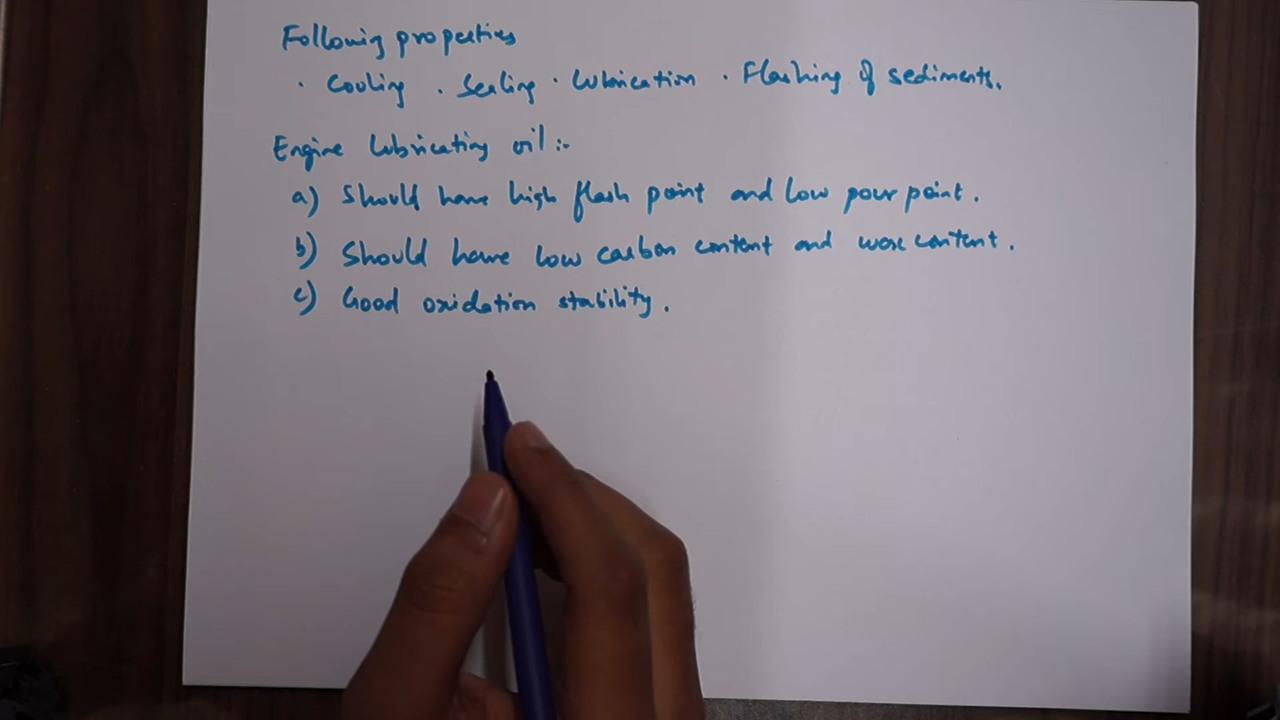 Following properties
· Cooling · Sealing · Lubrication · Flashing of sediments.
Engine lubricating oil :-
a) Should have high flash point and low pour point.
b) Should have low carbon content and wax content.
c) Good oxidation stability.